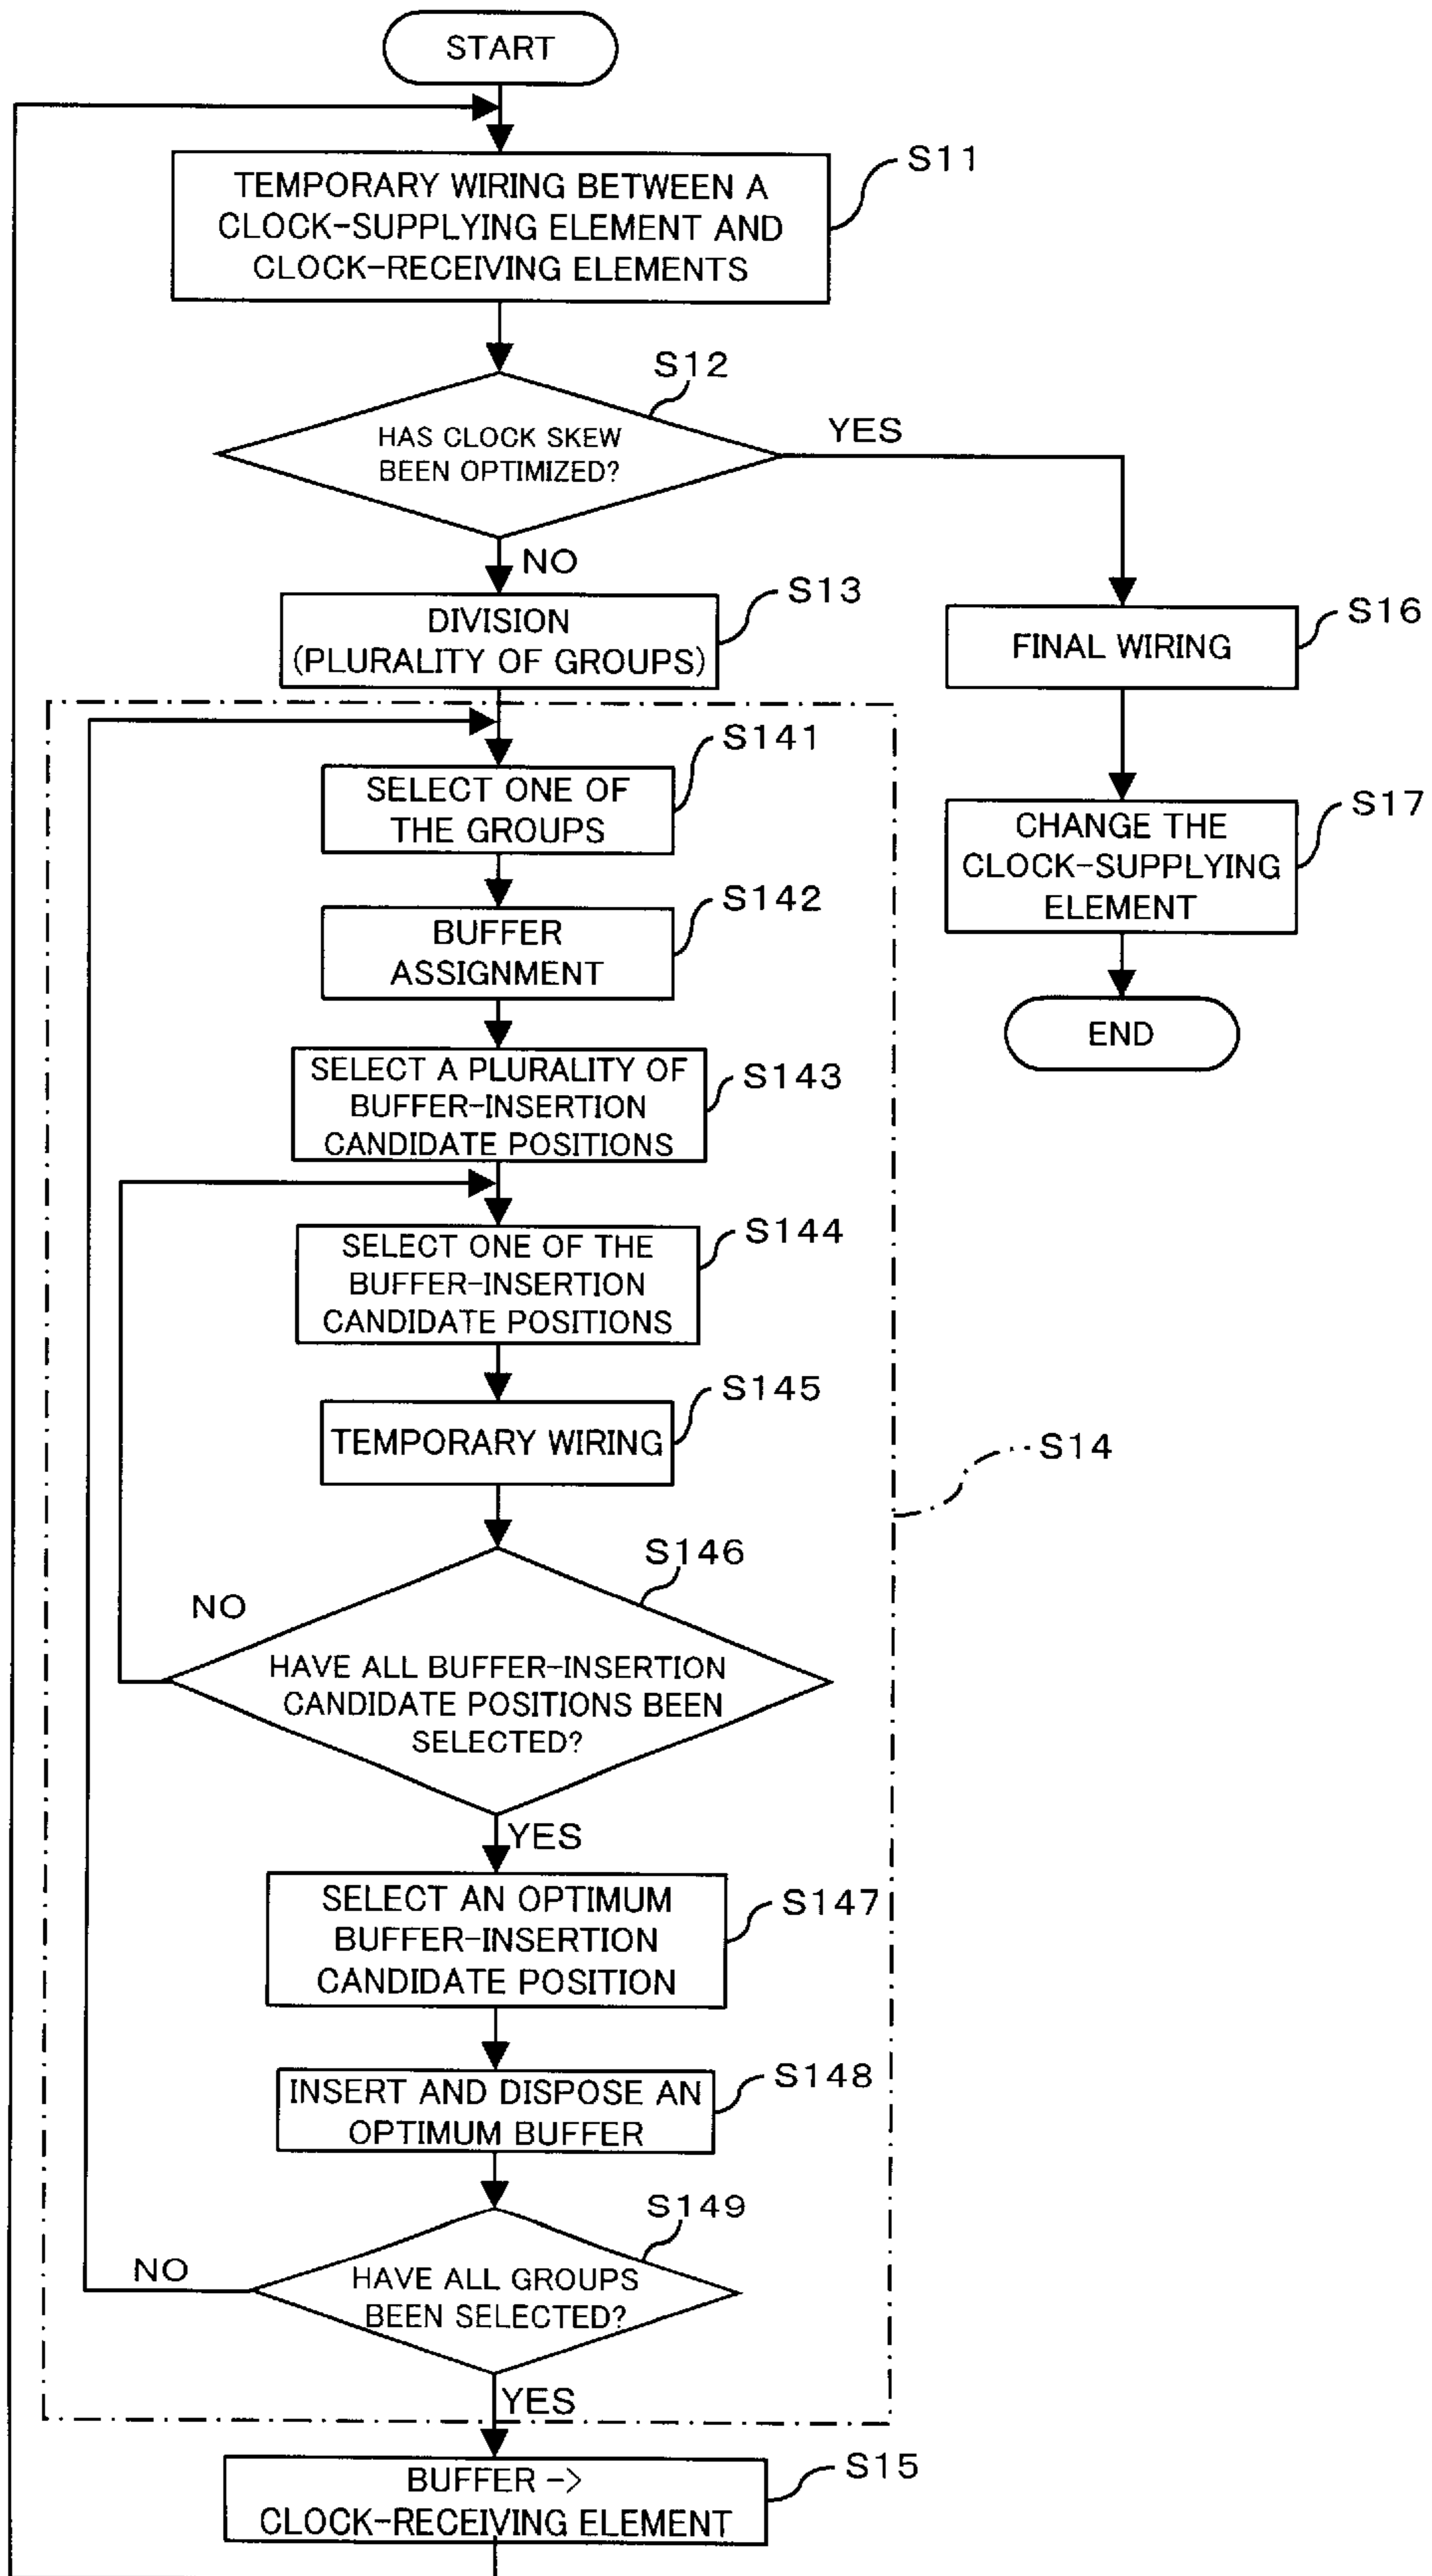 START
S11
TEMPORARY WIRING BETWEEN A
CLOCK-SUPPLYING ELEMENT AND
CLOCK-RECEIVING ELEMENTS
S12
HAS CLOCK SKEW
BEEN OPTIMIZED?
YES
NO
S13
DIVISION
(PLURALITY OF GROUPS)
S16
FINAL WIRING
S141
SELECT ONE OF
THE GROUPS
S17
CHANGE THE
CLOCK-SUPPLYING
ELEMENT
S142
BUFFER
ASSIGNMENT
END
S143
SELECT A PLURALITY OF
BUFFER-INSERTION
CANDIDATE POSITIONS
S144
SELECT ONE OF THE
BUFFER-INSERTION
CANDIDATE POSITIONS
S145
TEMPORARY WIRING
S14
S146
NO
HAVE ALL BUFFER-INSERTION
CANDIDATE POSITIONS BEEN
SELECTED?
YES
S147
SELECT AN OPTIMUM
BUFFER-INSERTION
CANDIDATE POSITION
S148
INSERT AND DISPOSE AN
OPTIMUM BUFFER
S149
NO
HAVE ALL GROUPS
BEEN SELECTED?
YES
S15
BUFFER ->
CLOCK-RECEIVING ELEMENT